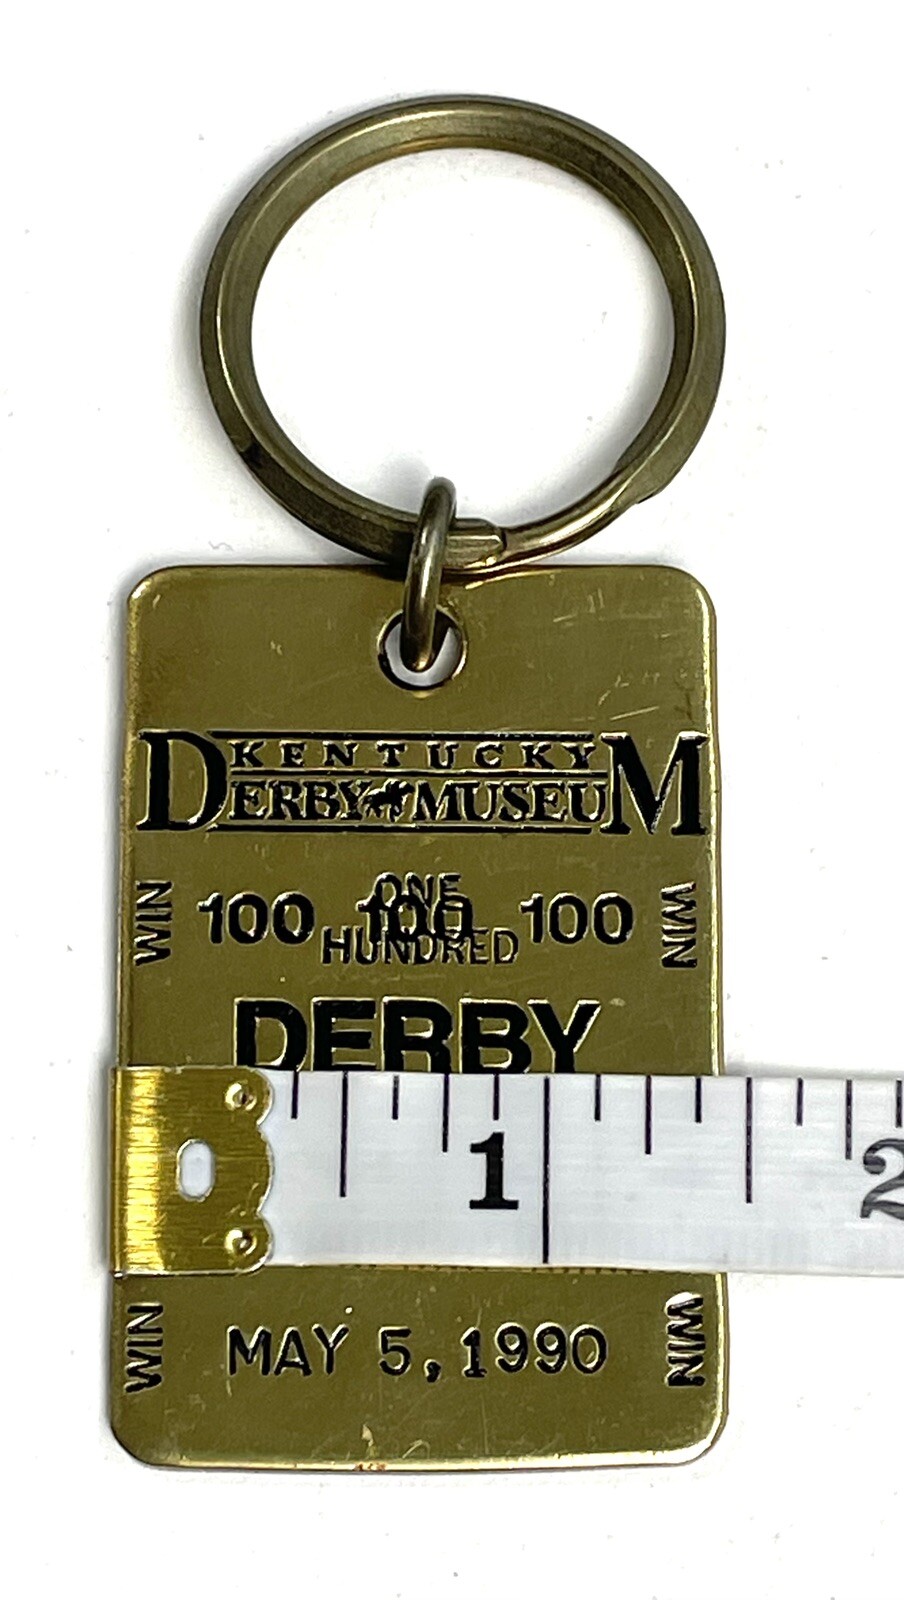 KENTUCKY
DERBY MUSEUM
WIN 100 ONE 100 HUNDRED 100 WIN
DERBY
1 2
WIN MAY 5, 1990 WIN